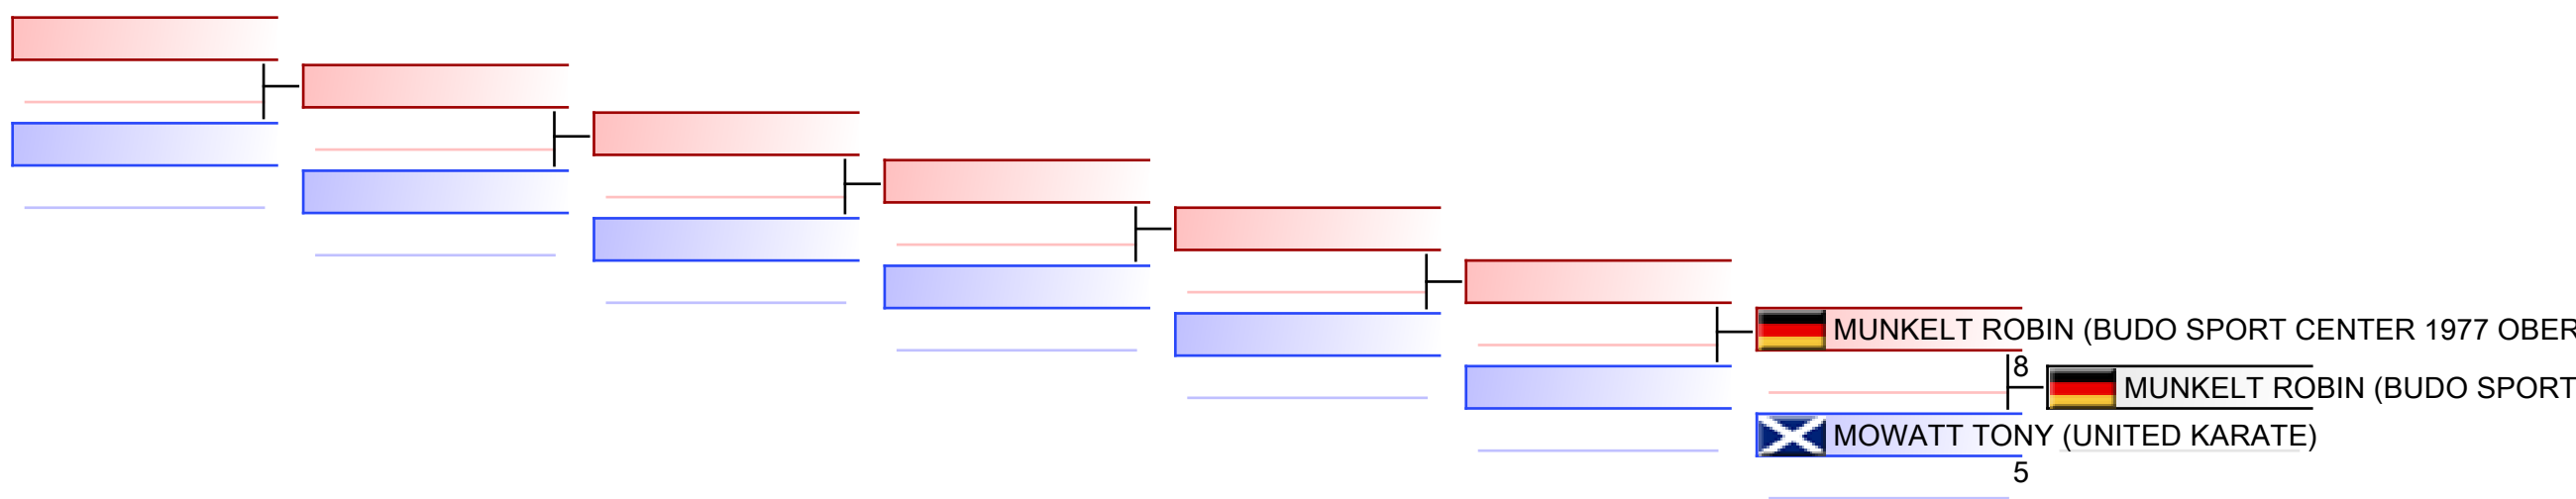 MUNKELT ROBIN (BUDO SPORT CENTER 1977 OBER
8
MUNKELT ROBIN (BUDO SPORT
MOWATT TONY (UNITED KARATE)
5